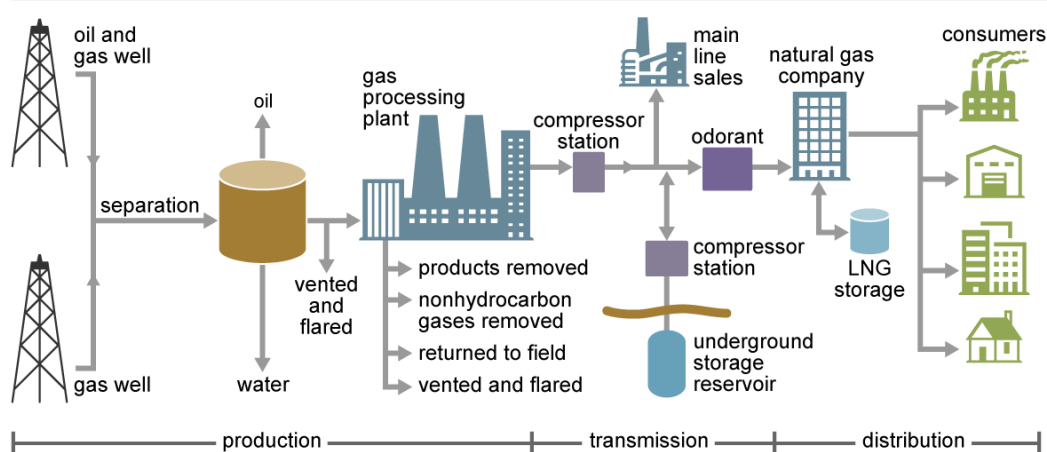 oil and
gas well
oil
separation
gas well
water
vented
and
flared
gas
processing
plant
products removed
nonhydrocarbon
gases removed
returned to field
vented and flared
compressor
station
main
line
sales
odorant
compressor
station
underground
storage
reservoir
natural gas
company
LNG
storage
consumers
production
transmission
distribution